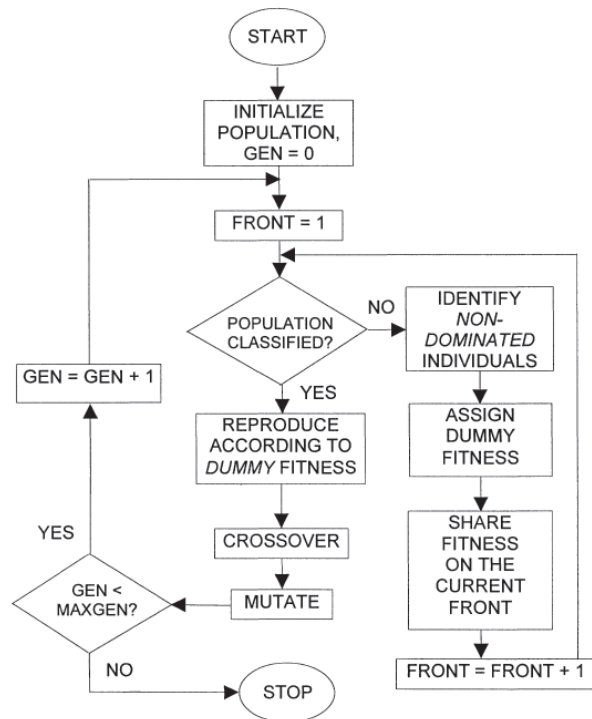 START
INITIALIZE
POPULATION,
GEN = 0
FRONT = 1
POPULATION
CLASSIFIED?
NO
IDENTIFY
NON-
DOMINATED
INDIVIDUALS
ASSIGN
DUMMY
FITNESS
SHARE
FITNESS
ON THE
CURRENT
FRONT
FRONT = FRONT + 1
YES
REPRODUCE
ACCORDING TO
DUMMY FITNESS
CROSSOVER
MUTATE
GEN <
MAXGEN?
YES
GEN = GEN + 1
NO
STOP